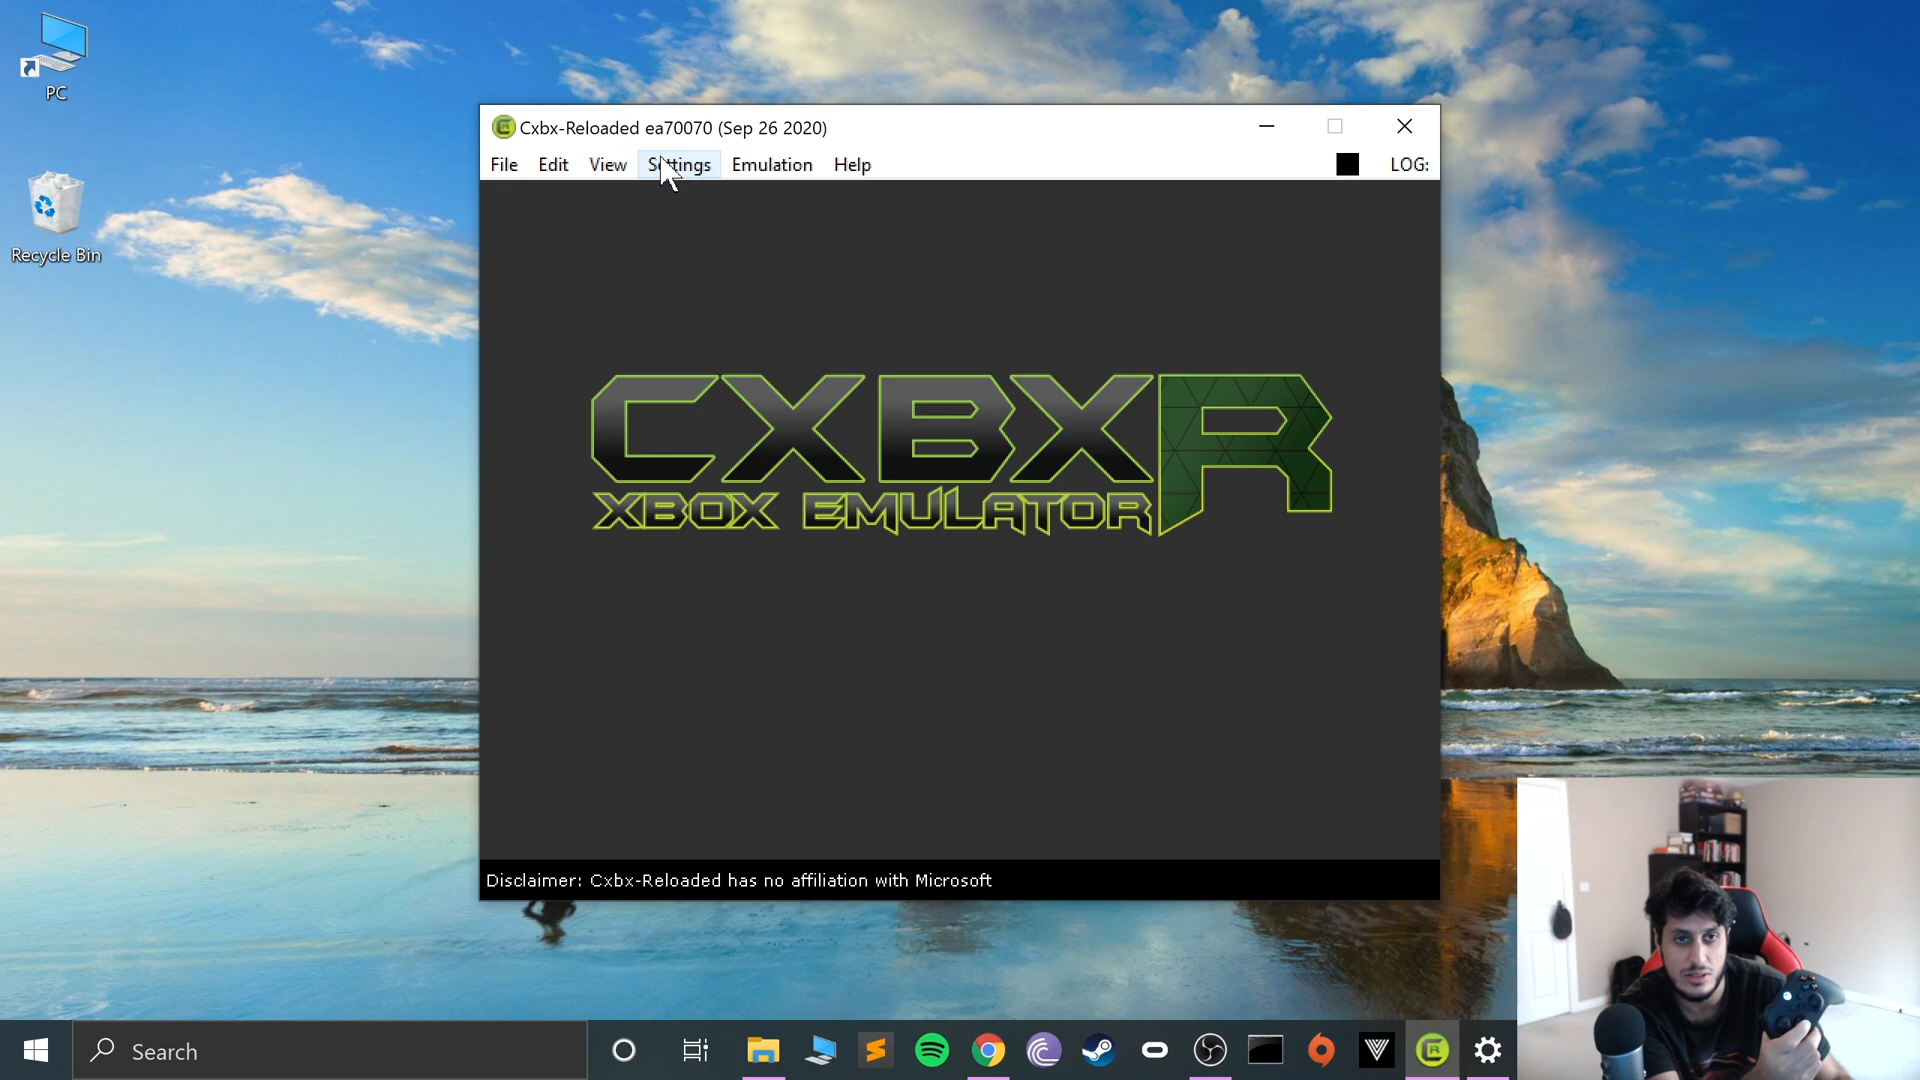 PC
Recycle Bin
Cxbx-Reloaded ea70070 (Sep 26 2020)
File Edit View Settings Emulation Help LOG:
CXBXR
XBOX EMULATOR
Disclaimer: Cxbx-Reloaded has no affiliation with Microsoft
Search